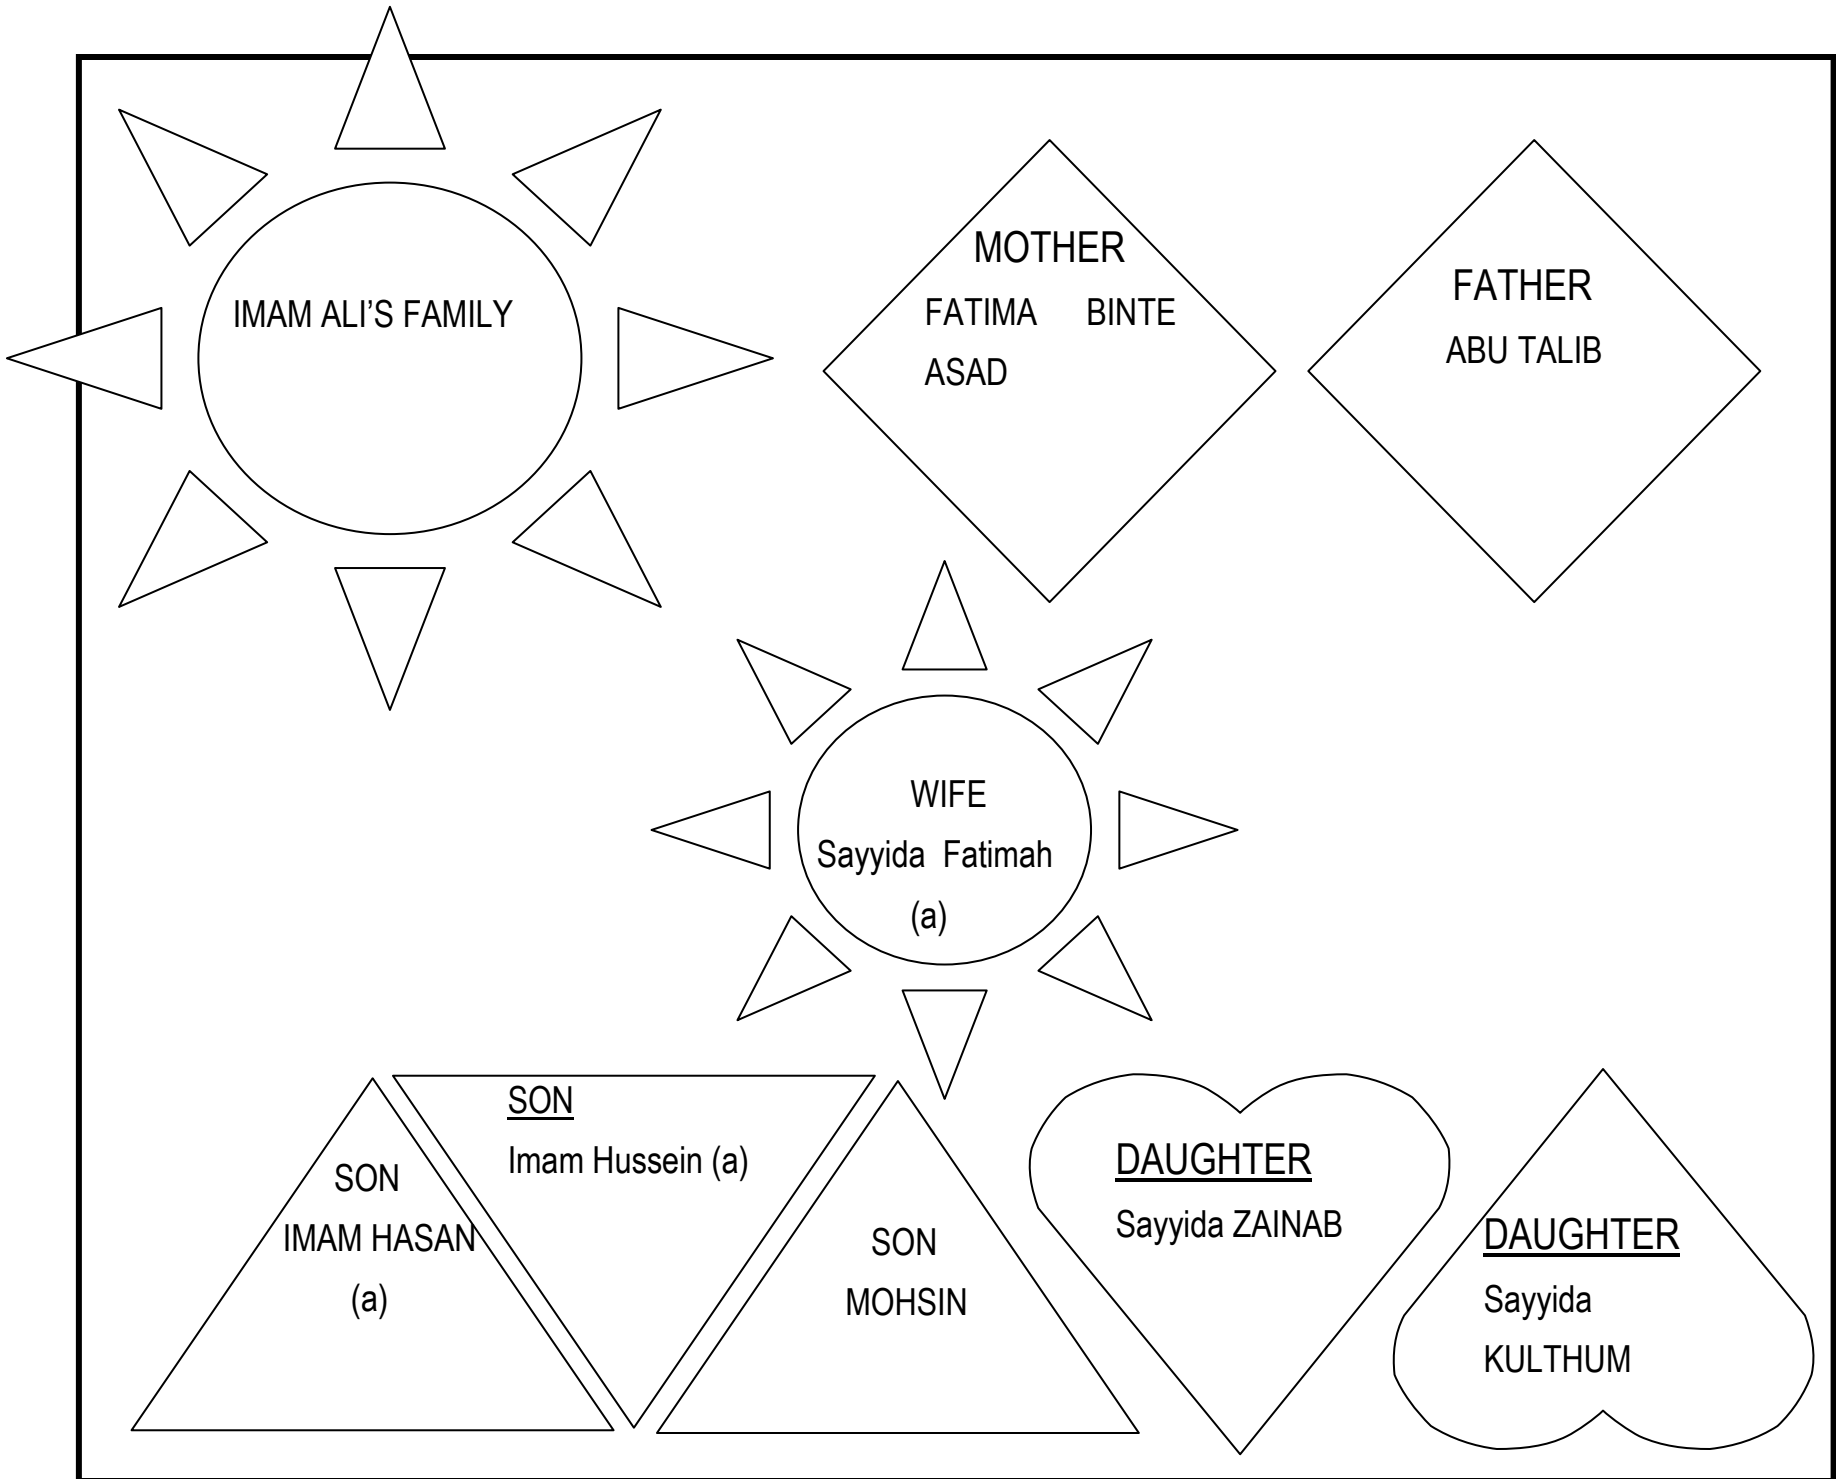 IMAM ALI’S FAMILY
MOTHER
FATIMA BINTE
ASAD
FATHER
ABU TALIB
WIFE
Sayyida Fatimah
(a)
SON
IMAM HASAN
(a)
SON
Imam Hussein (a)
SON
MOHSIN
DAUGHTER
Sayyida ZAINAB
DAUGHTER
Sayyida
KULTHUM